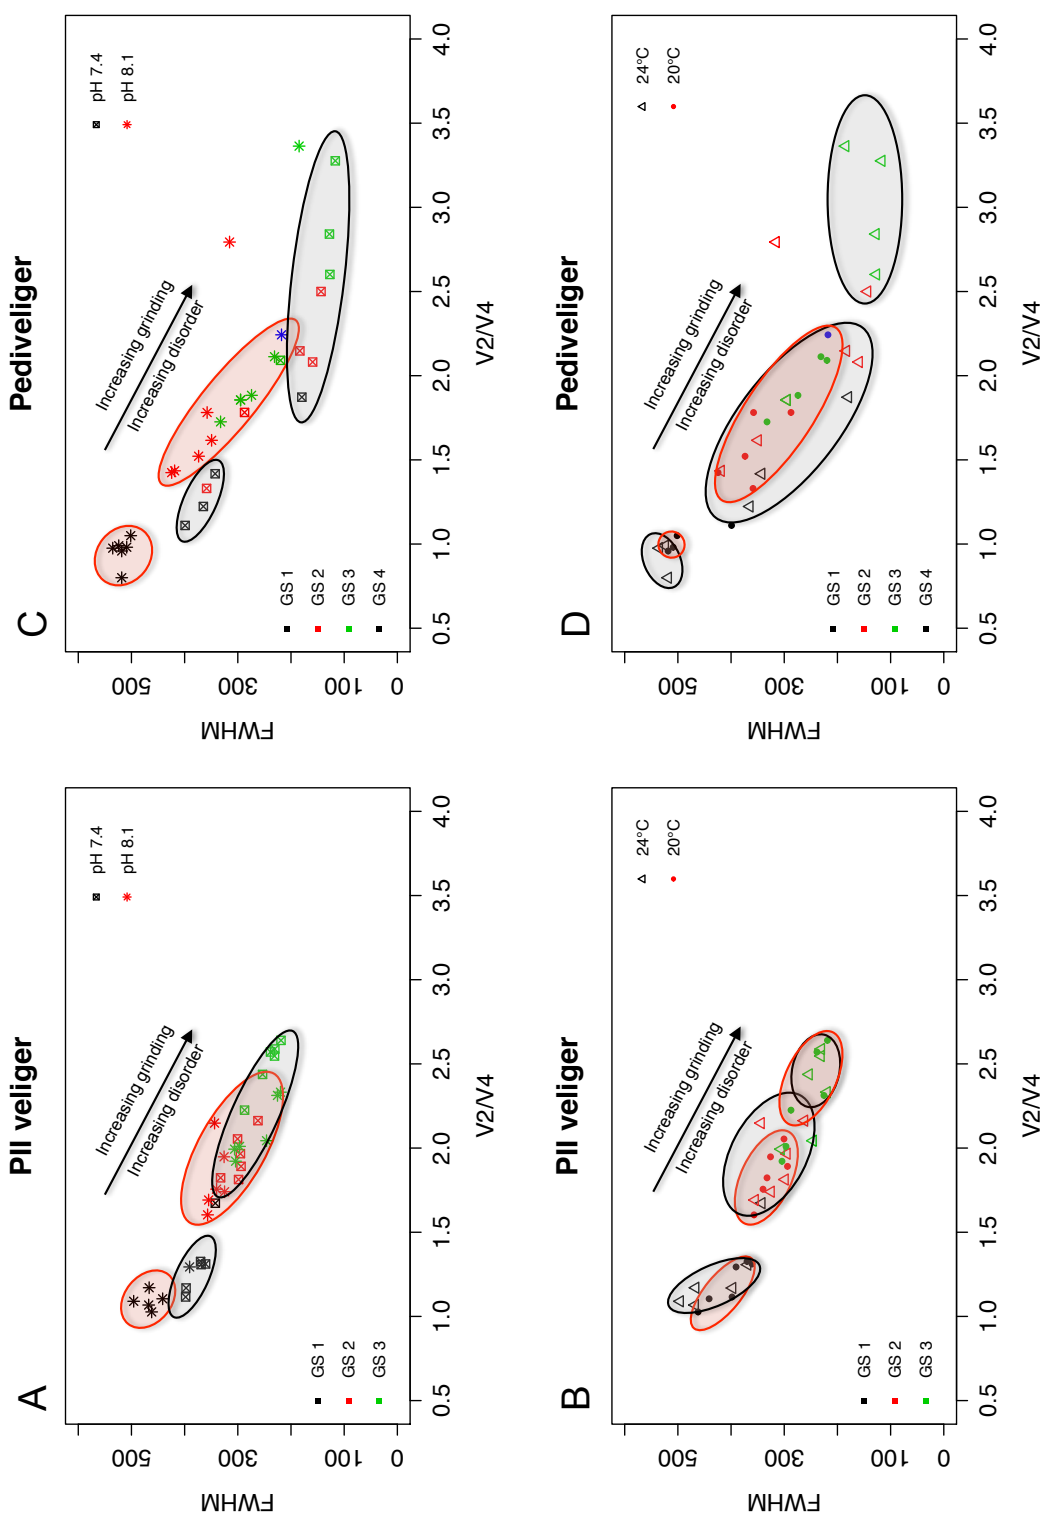 A
PII veliger
pH 7.4
pH 8.1
Increasing grinding
Increasing disorder
GS 1
GS 2
GS 3
FWHM
500
300
100
0
0.5
1.0
1.5
2.0
2.5
3.0
3.5
4.0
V2/V4
C
Pediveliger
pH 7.4
pH 8.1
Increasing grinding
Increasing disorder
GS 1
GS 2
GS 3
GS 4
FWHM
500
300
100
0
0.5
1.0
1.5
2.0
2.5
3.0
3.5
4.0
V2/V4
B
PII veliger
24°C
20°C
Increasing grinding
Increasing disorder
GS 1
GS 2
GS 3
FWHM
500
300
100
0
0.5
1.0
1.5
2.0
2.5
3.0
3.5
4.0
V2/V4
D
Pediveliger
24°C
20°C
Increasing grinding
Increasing disorder
GS 1
GS 2
GS 3
GS 4
FWHM
500
300
100
0
0.5
1.0
1.5
2.0
2.5
3.0
3.5
4.0
V2/V4